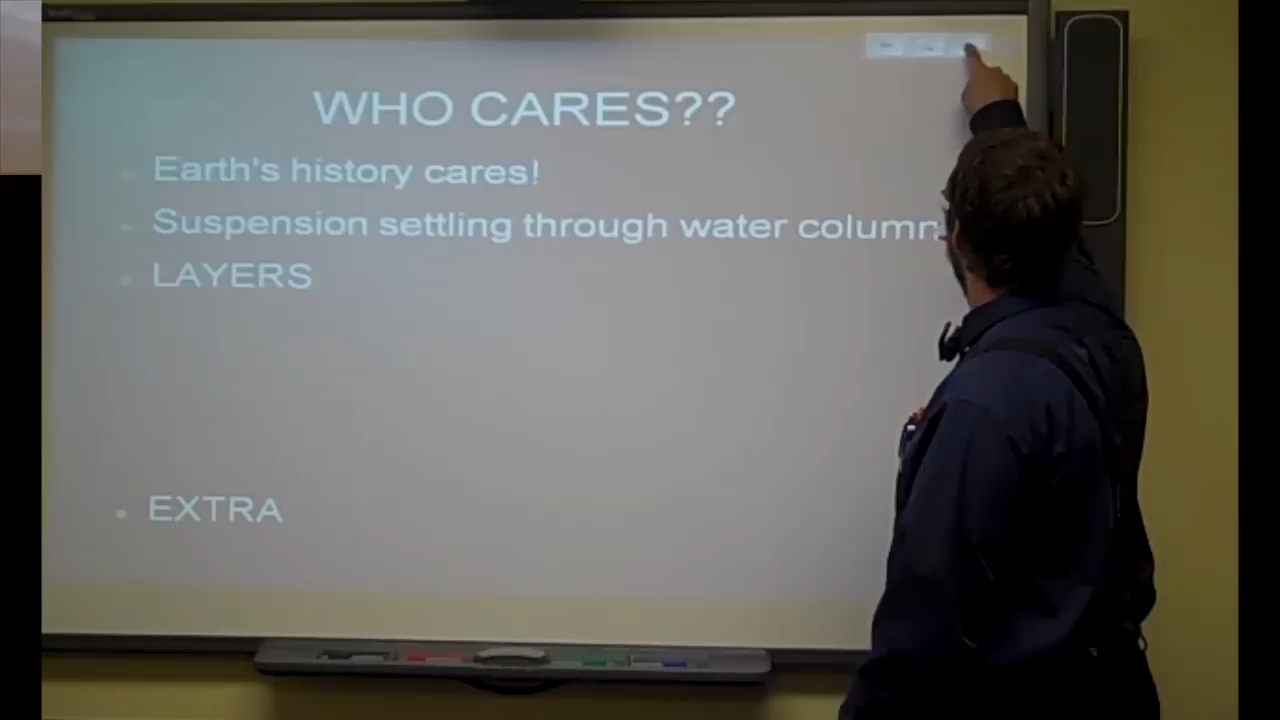 WHO CARES??
Earth's history cares!
Suspension settling through water column
LAYERS
EXTRA